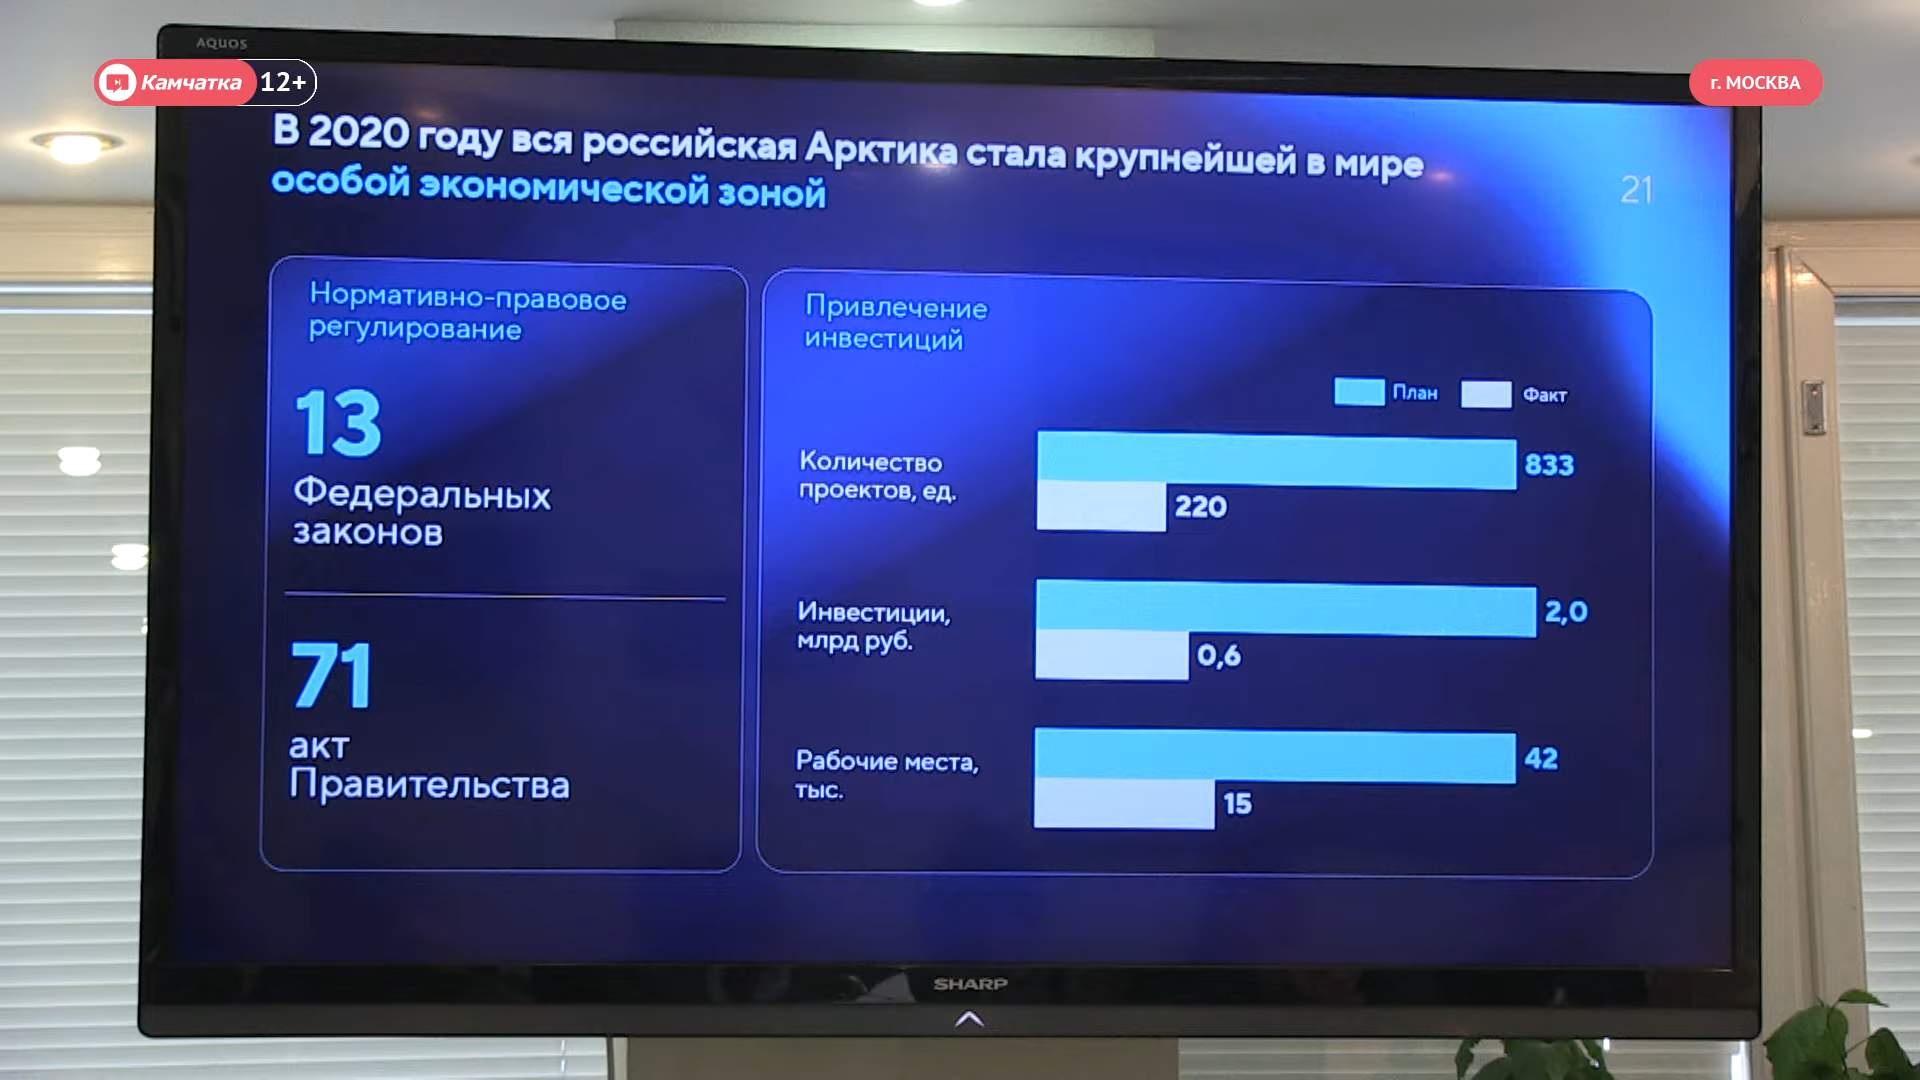 AQUOS
Камчатка 12+
г. МОСКВА
В 2020 году вся российская Арктика стала крупнейшей в мире
особой экономической зоной
21
Нормативно-правовое
регулирование
13
Федеральных
законов
71
акт
Правительства
Привлечение
инвестиций
План Факт
Количество
проектов, ед.
833
220
Инвестиции,
млрд руб.
2,0
0,6
Рабочие места,
тыс.
42
15
SHARP